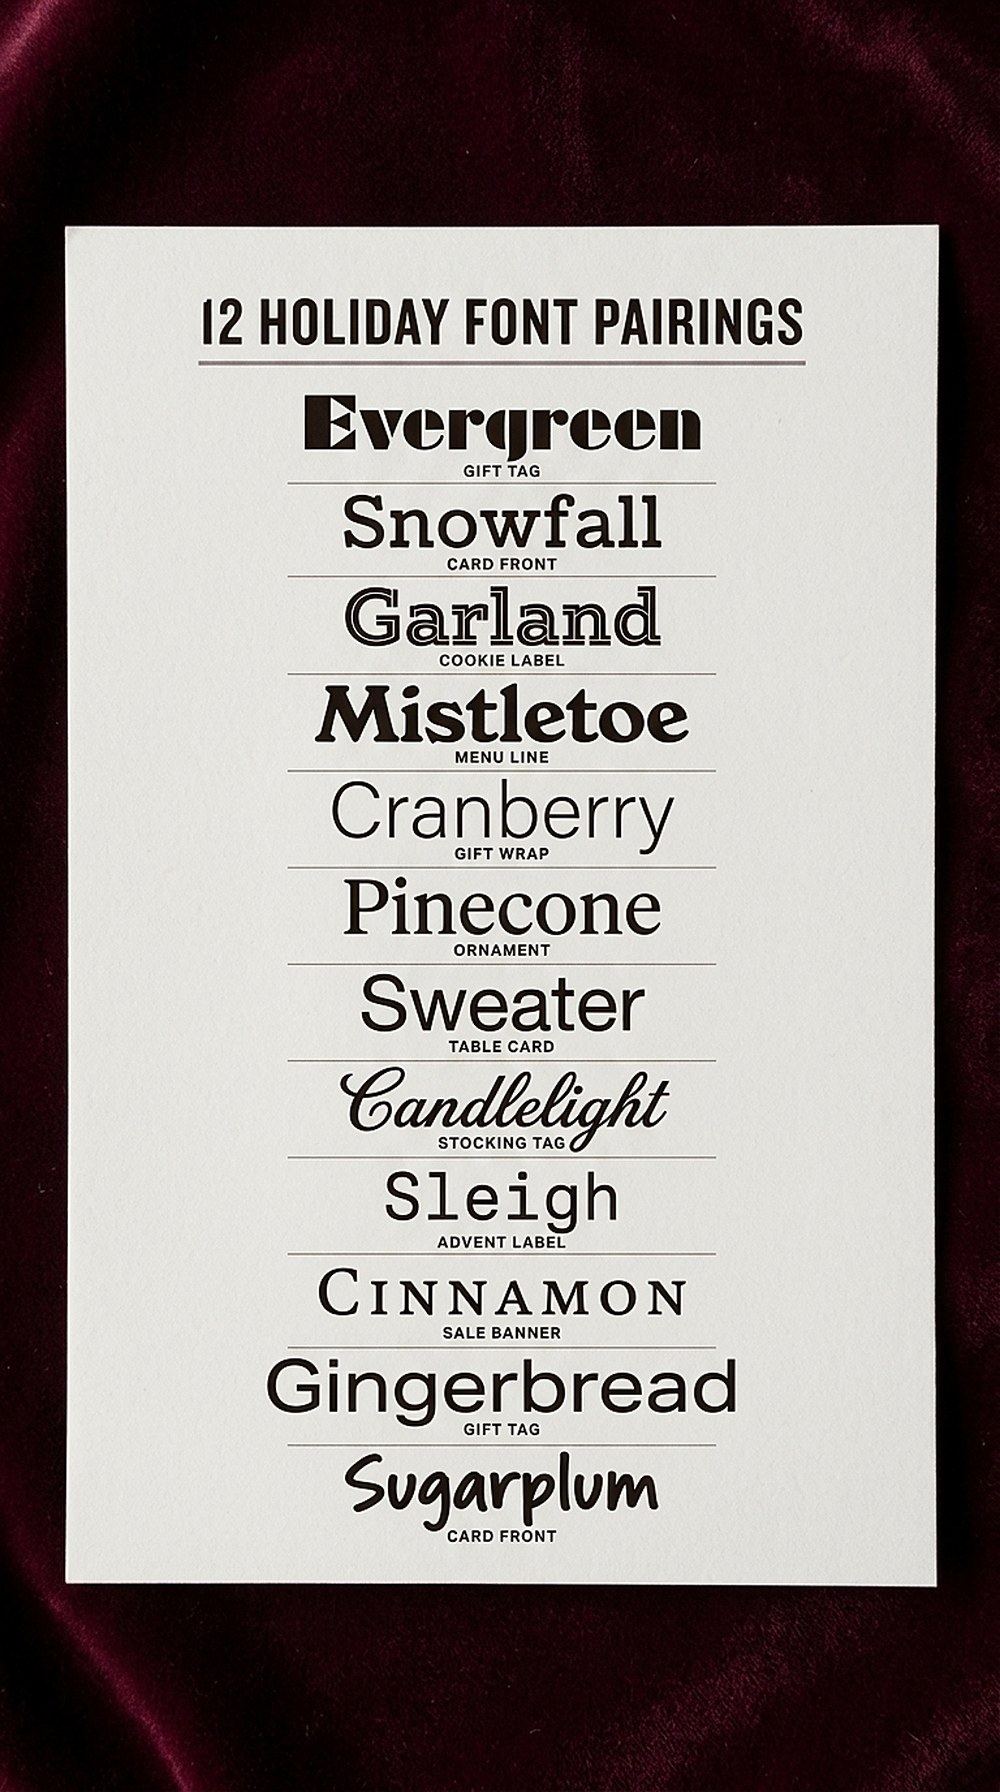 12 HOLIDAY FONT PAIRINGS
Evergreen
GIFT TAG
Snowfall
CARD FRONT
Garland
COOKIE LABEL
Mistletoe
MENU LINE
Cranberry
GIFT WRAP
Pinecone
ORNAMENT
Sweater
TABLE CARD
Candlelight
STOCKING TAG
Sleigh
ADVENT LABEL
CINNAMON
SALE BANNER
Gingerbread
GIFT TAG
Sugarplum
CARD FRONT